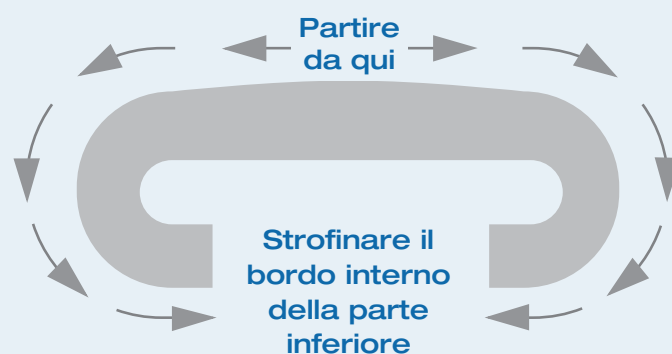 Partire
da qui
Strofinare il
bordo interno
della parte
inferiore